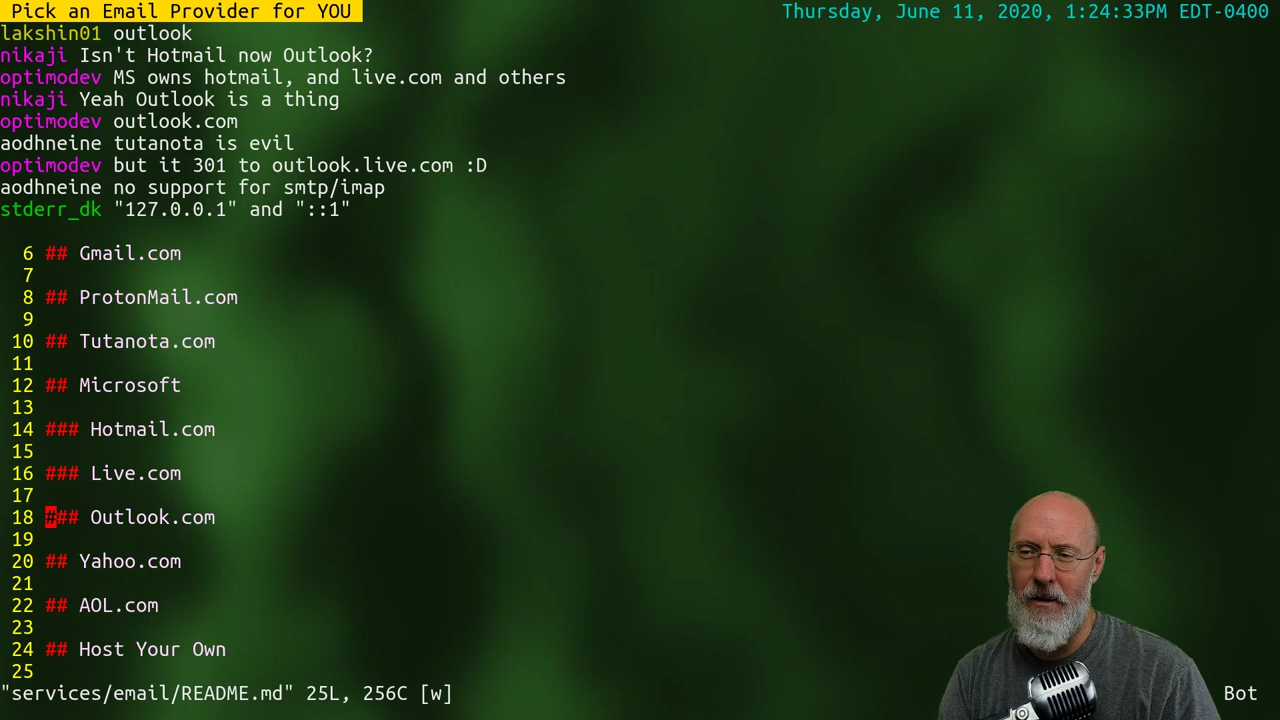 Pick an Email Provider for YOU
Thursday, June 11, 2020, 1:24:33PM EDT-0400
lakshin01 outlook
nikaji Isn't Hotmail now Outlook?
optimodev MS owns hotmail, and live.com and others
nikaji Yeah Outlook is a thing
optimodev outlook.com
aodhneine tutanota is evil
optimodev but it 301 to outlook.live.com :D
aodhneine no support for smtp/imap
stderr_dk "127.0.0.1" and "::1"
6 ## Gmail.com
7
8 ## ProtonMail.com
9
10 ## Tutanota.com
11
12 ## Microsoft
13
14 ### Hotmail.com
15
16 ### Live.com
17
18 ### Outlook.com
19
20 ## Yahoo.com
21
22 ## AOL.com
23
24 ## Host Your Own
25
"services/email/README.md" 25L, 256C [w]
Bot